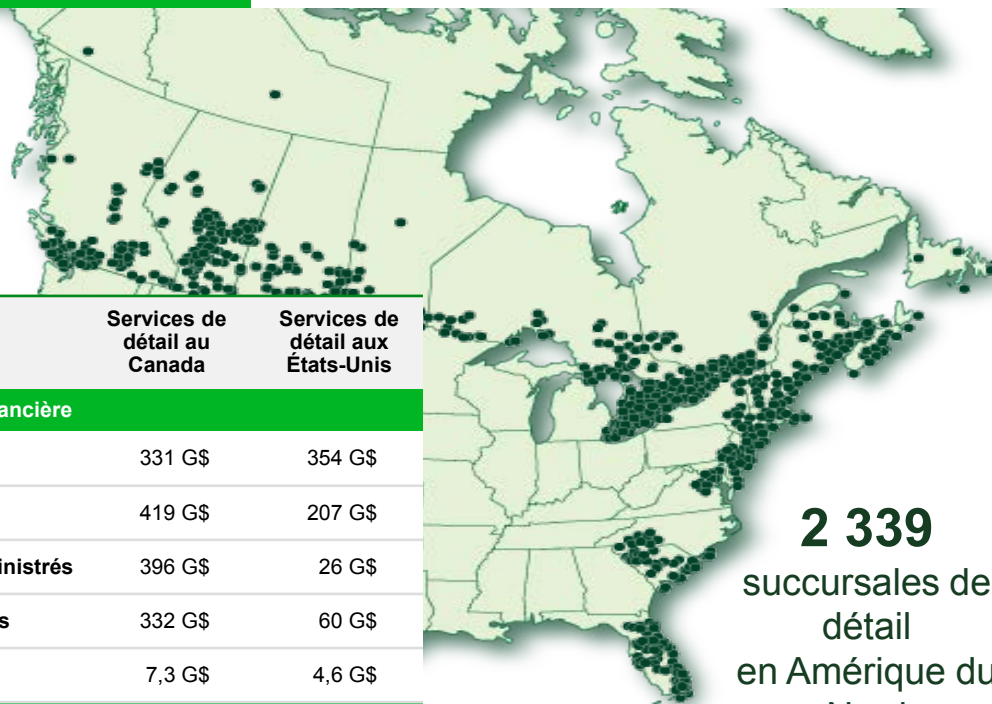 Services de détail au Canada
Services de détail aux États-Unis
ancière
331 G$ 354 G$
419 G$ 207 G$
inistrés 396 G$ 26 G$
s 332 G$ 60 G$
7,3 G$ 4,6 G$
2 339
succursales de
détail
en Amérique du